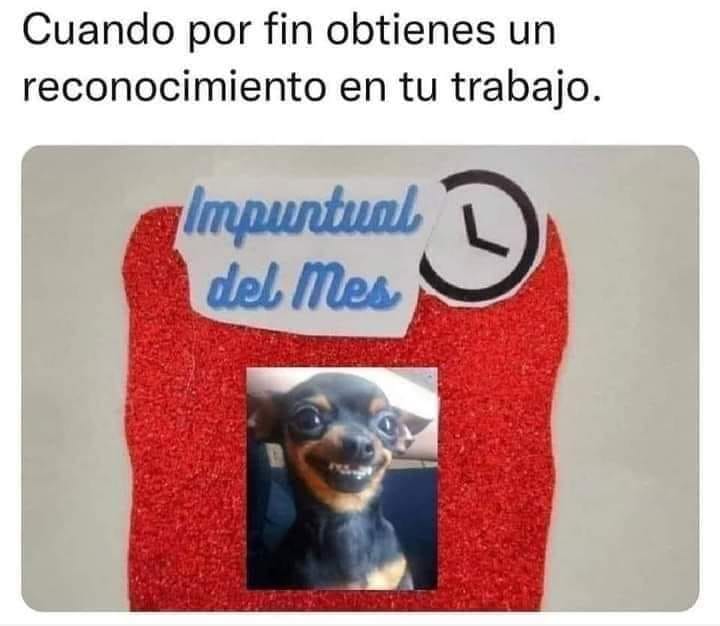 Cuando por fin obtienes un
reconocimiento en tu trabajo.
Impuntual
del Mes